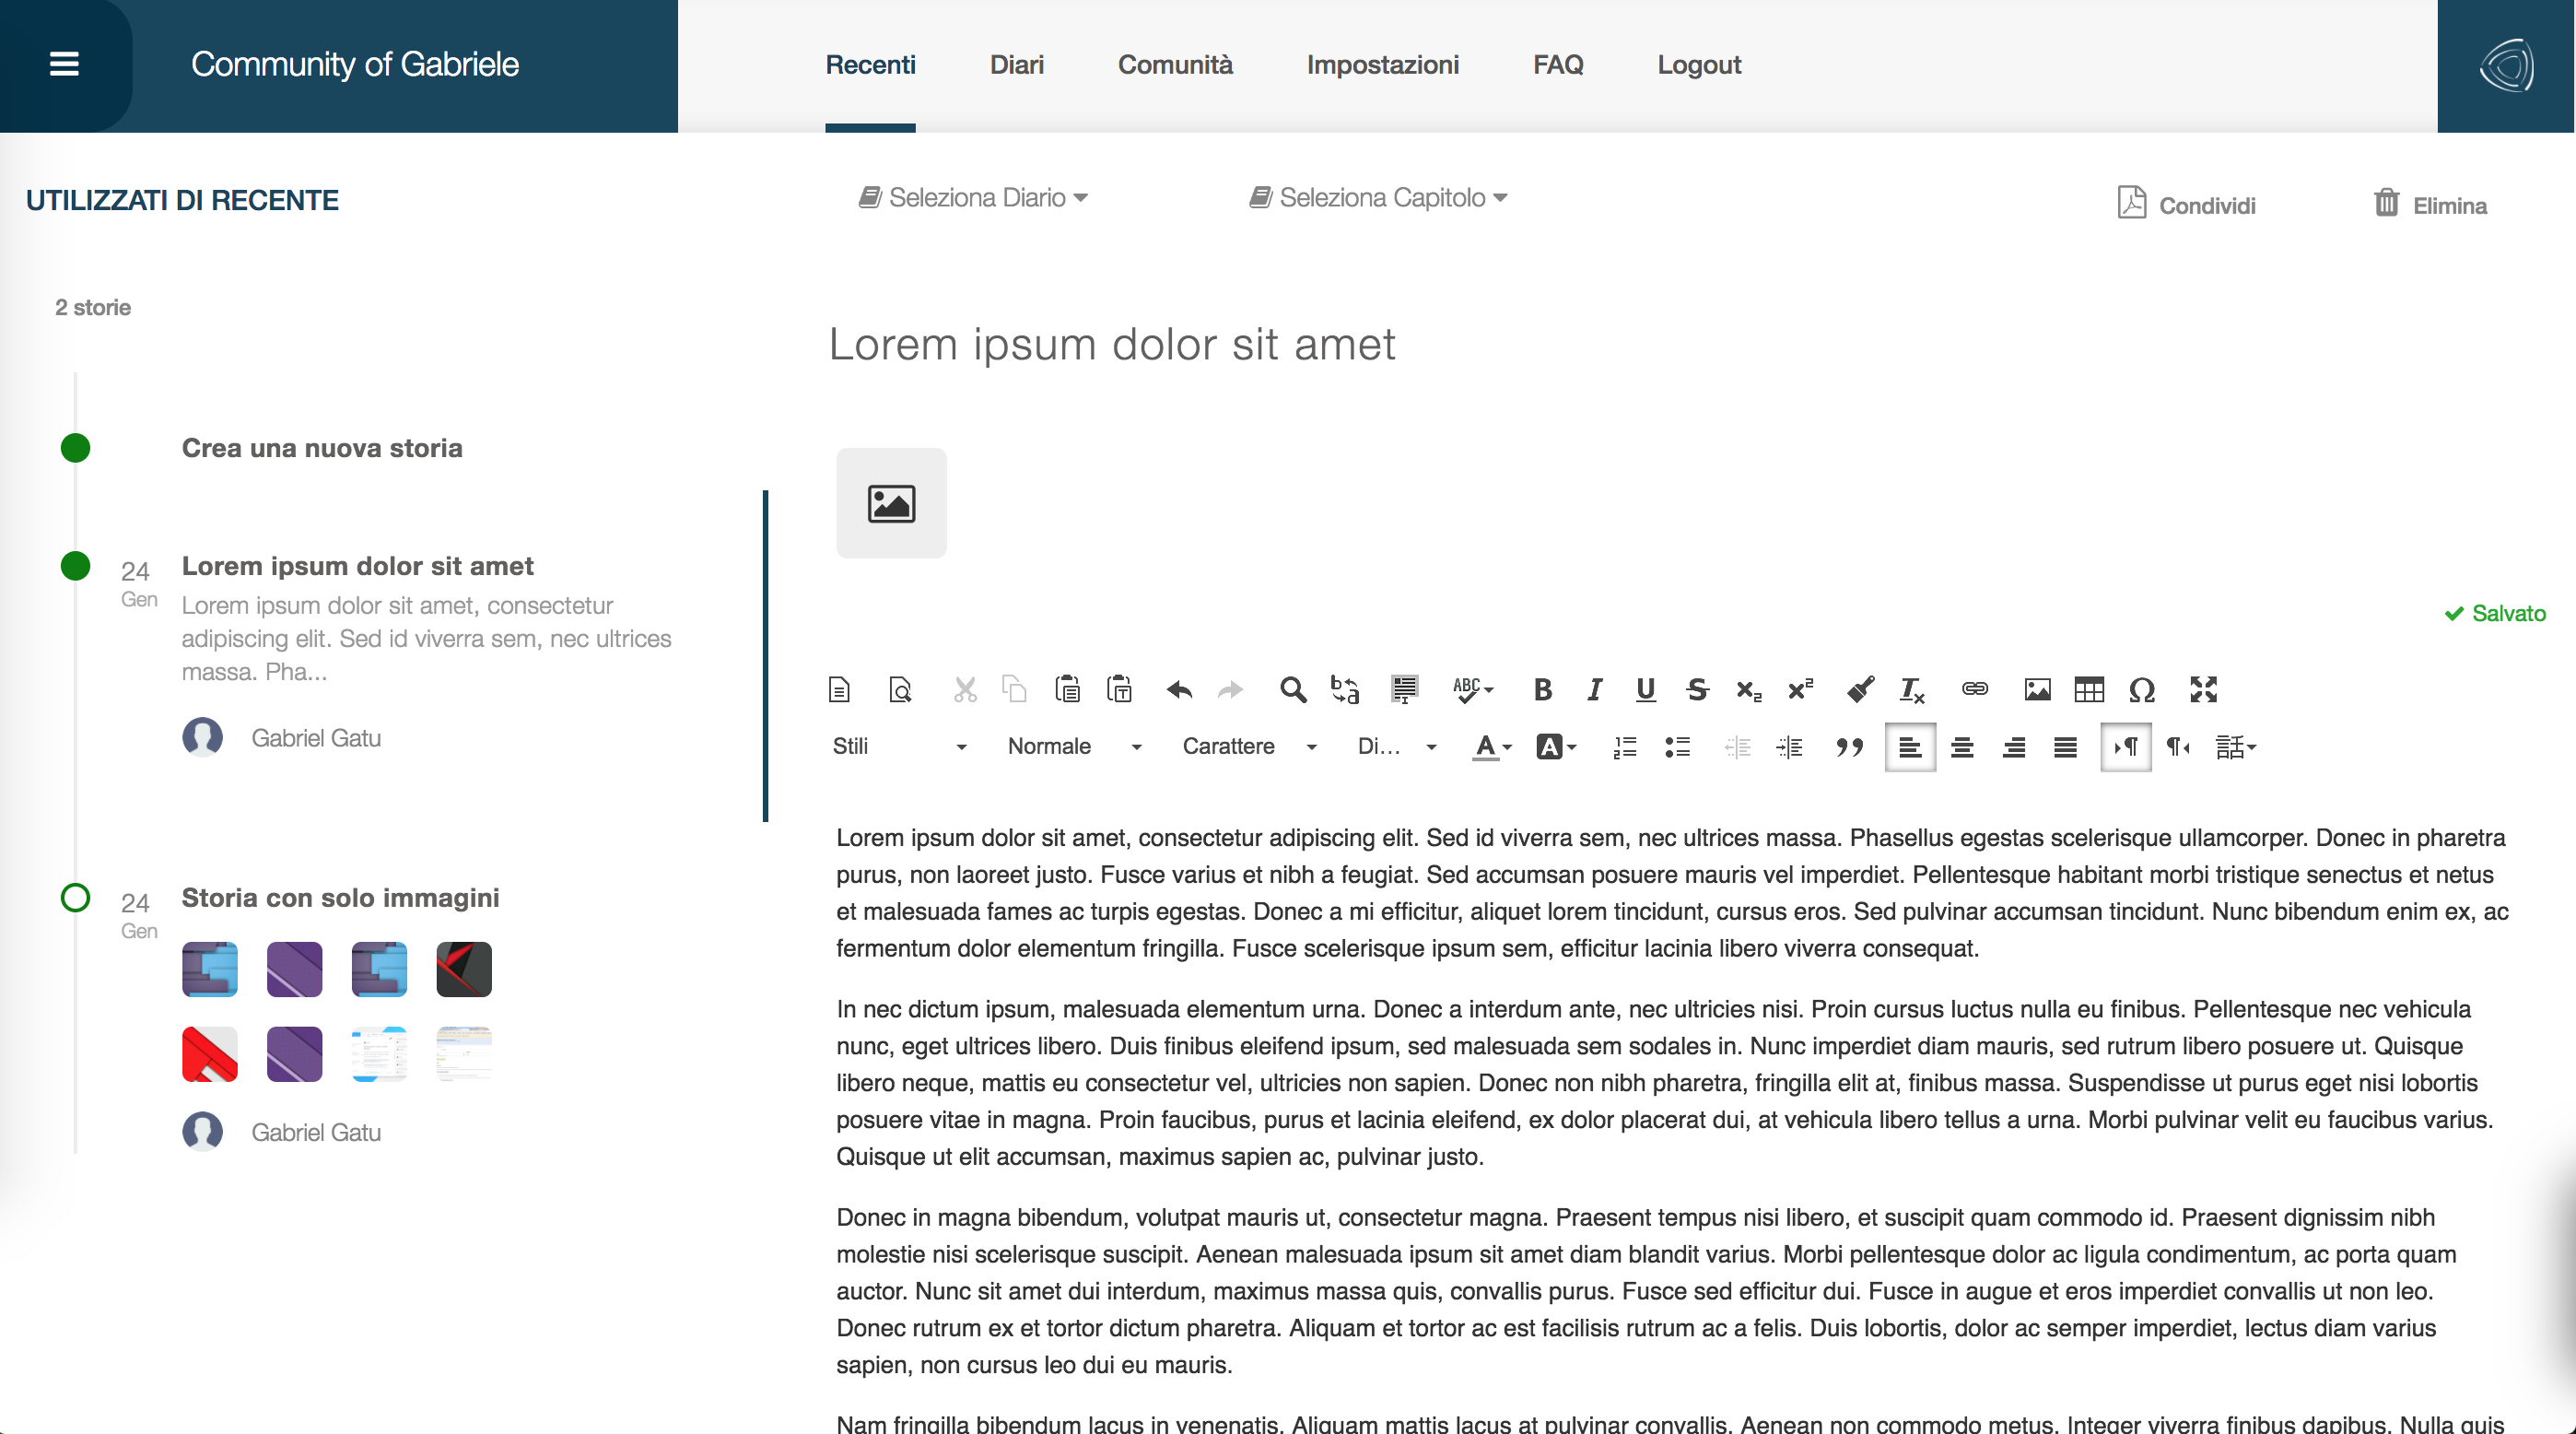 Community of Gabriele
Recenti Diari Comunità Impostazioni FAQ Logout
UTILIZZATI DI RECENTE
Seleziona Diario Seleziona Capitolo Condividi Elimina
2 storie
Crea una nuova storia
24 Gen
Lorem ipsum dolor sit amet
Lorem ipsum dolor sit amet, consectetur
adipiscing elit. Sed id viverra sem, nec ultrices
massa. Pha...
Gabriel Gatu
24 Gen
Storia con solo immagini
Gabriel Gatu
Lorem ipsum dolor sit amet
Salvato
Stili Normale Carattere Di...
Lorem ipsum dolor sit amet, consectetur adipiscing elit. Sed id viverra sem, nec ultrices massa. Phasellus egestas scelerisque ullamcorper. Donec in pharetra
purus, non laoreet justo. Fusce varius et nibh a feugiat. Sed accumsan posuere mauris vel imperdiet. Pellentesque habitant morbi tristique senectus et netus
et malesuada fames ac turpis egestas. Donec a mi efficitur, aliquet lorem tincidunt, cursus eros. Sed pulvinar accumsan tincidunt. Nunc bibendum enim ex, ac
fermentum dolor elementum fringilla. Fusce scelerisque ipsum sem, efficitur lacinia libero viverra consequat.
In nec dictum ipsum, malesuada elementum urna. Donec a interdum ante, nec ultricies nisi. Proin cursus luctus nulla eu finibus. Pellentesque nec vehicula
nunc, eget ultrices libero. Duis finibus eleifend ipsum, sed malesuada sem sodales in. Nunc imperdiet diam mauris, sed rutrum libero posuere ut. Quisque
libero neque, mattis eu consectetur vel, ultricies non sapien. Donec non nibh pharetra, fringilla elit at, finibus massa. Suspendisse ut purus eget nisi lobortis
posuere vitae in magna. Proin faucibus, purus et lacinia eleifend, ex dolor placerat dui, at vehicula libero tellus a urna. Morbi pulvinar velit eu faucibus varius.
Quisque ut elit accumsan, maximus sapien ac, pulvinar justo.
Donec in magna bibendum, volutpat mauris ut, consectetur magna. Praesent tempus nisi libero, et suscipit quam commodo id. Praesent dignissim nibh
molestie nisi scelerisque suscipit. Aenean malesuada ipsum sit amet diam blandit varius. Morbi pellentesque dolor ac ligula condimentum, ac porta quam
auctor. Nunc sit amet dui interdum, maximus massa quis, convallis purus. Fusce sed efficitur dui. Fusce in augue et eros imperdiet convallis ut non leo.
Donec rutrum ex et tortor dictum pharetra. Aliquam et tortor ac est facilisis rutrum ac a felis. Duis lobortis, dolor ac semper imperdiet, lectus diam varius
sapien, non cursus leo dui eu mauris.
Nam fringilla bibendum lacus in venenatis. Aliquam mattis lacus at pulvinar convallis. Aenean non commodo metus. Integer viverra finibus dapibus. Nulla quis